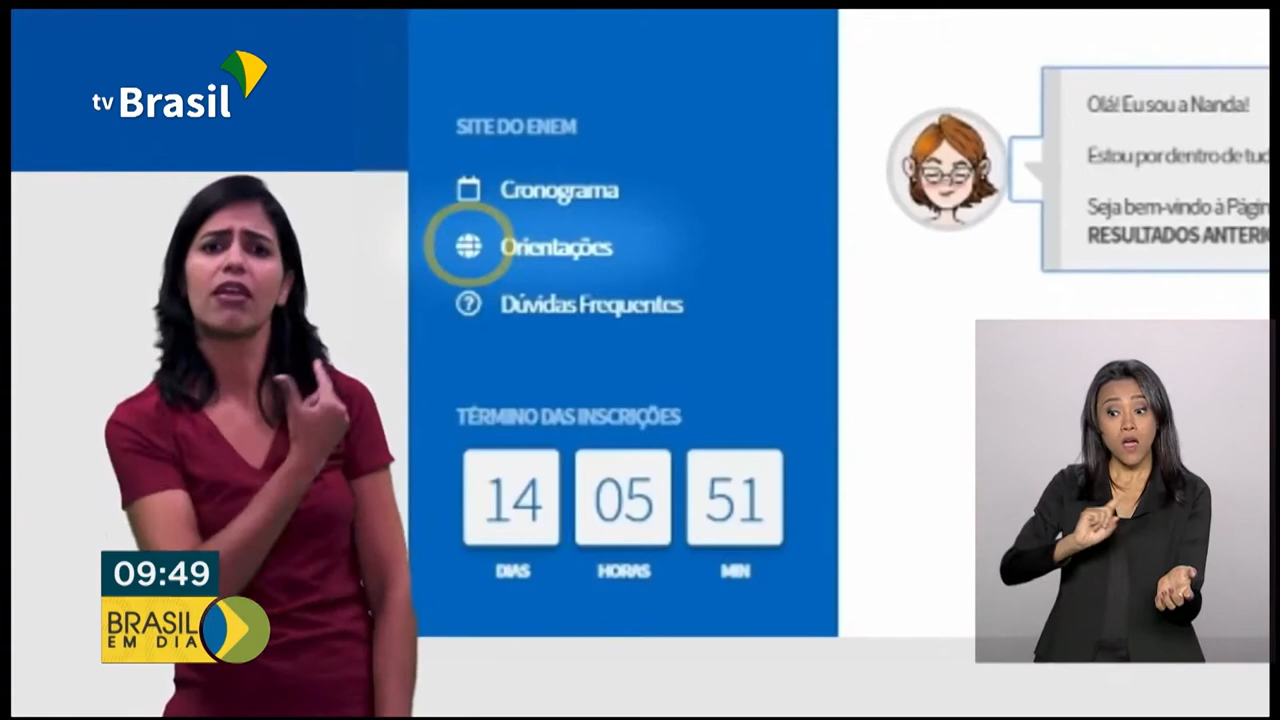 tv Brasil
SITE DO ENEM
Cronograma
Orientações
Dúvidas Frequentes
TÉRMINO DAS INSCRIÇÕES
14 05 51
DIAS HORAS MIN
Olá! Eu sou a Nanda!
Estou por dentro de tud
Seja bem-vindo à Págin
RESULTADOS ANTERI
09:49
BRASIL
EM DIA